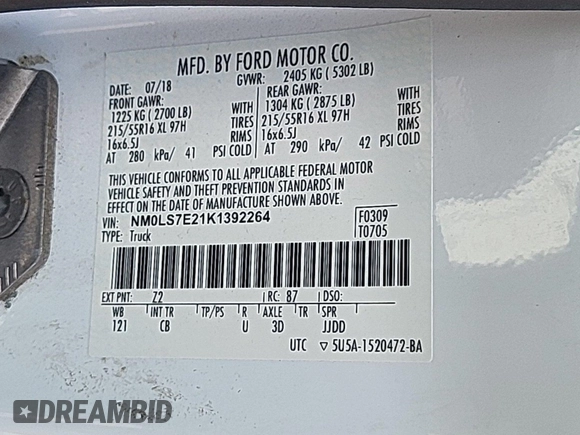 MFD. BY FORD MOTOR CO.
DATE: 07/18 GVWR: 2405 KG ( 5302 LB)
FRONT GAWR: REAR GAWR:
1225 KG ( 2700 LB) WITH 1304 KG ( 2875 LB) WITH
215/55R16 XL 97H TIRES 215/55R16 XL 97H TIRES
16x6.5J RIMS 16x6.5J RIMS
AT 280 kPa/ 41 PSI COLD AT 290 kPa/ 42 PSI COLD
THIS VEHICLE CONFORMS TO ALL APPLICABLE FEDERAL MOTOR
VEHICLE SAFETY AND THEFT PREVENTION STANDARDS IN
EFFECT ON THE DATE OF MANUFACTURE SHOWN ABOVE.
VIN: NM0LS7E21K1392264 F0309
TYPE: Truck T0705
EXT PNT: Z2 RC: 87 DSO:
WB INT TR TP/PS R AXLE TR SPR
121 CB U 3D JJDD
UTC ▽ 5U5A-1520472-BA
DREAMBID